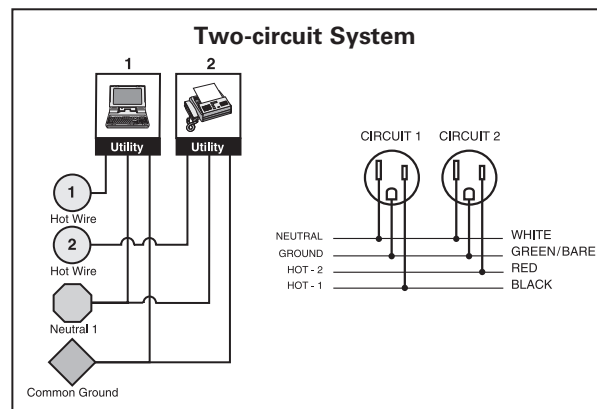 Two-circuit System
1 2
Utility Utility
1
Hot Wire
2
Hot Wire
Neutral 1
Common Ground
CIRCUIT 1 CIRCUIT 2
NEUTRAL WHITE
GROUND GREEN/BARE
HOT - 2 RED
HOT - 1 BLACK